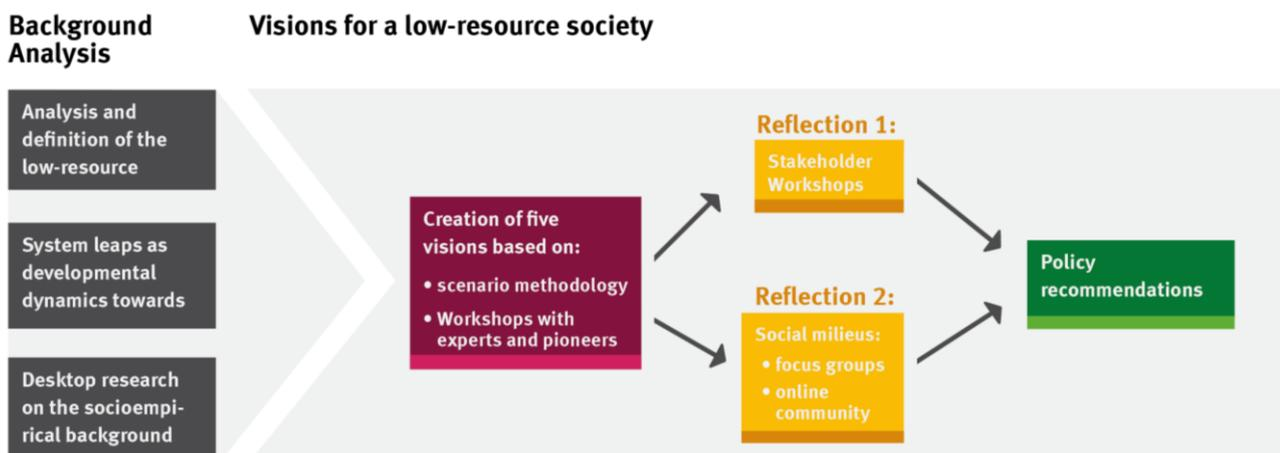 Background
Analysis
Visions for a low-resource society
Analysis and
definition of the
low-resource
System leaps as
developmental
dynamics towards
Desktop research
on the socioempi-
rical background
Creation of five
visions based on:
• scenario methodology
• Workshops with
experts and pioneers
Reflection 1:
Stakeholder
Workshops
Reflection 2:
Social milieus:
• focus groups
• online
community
Policy
recommendations